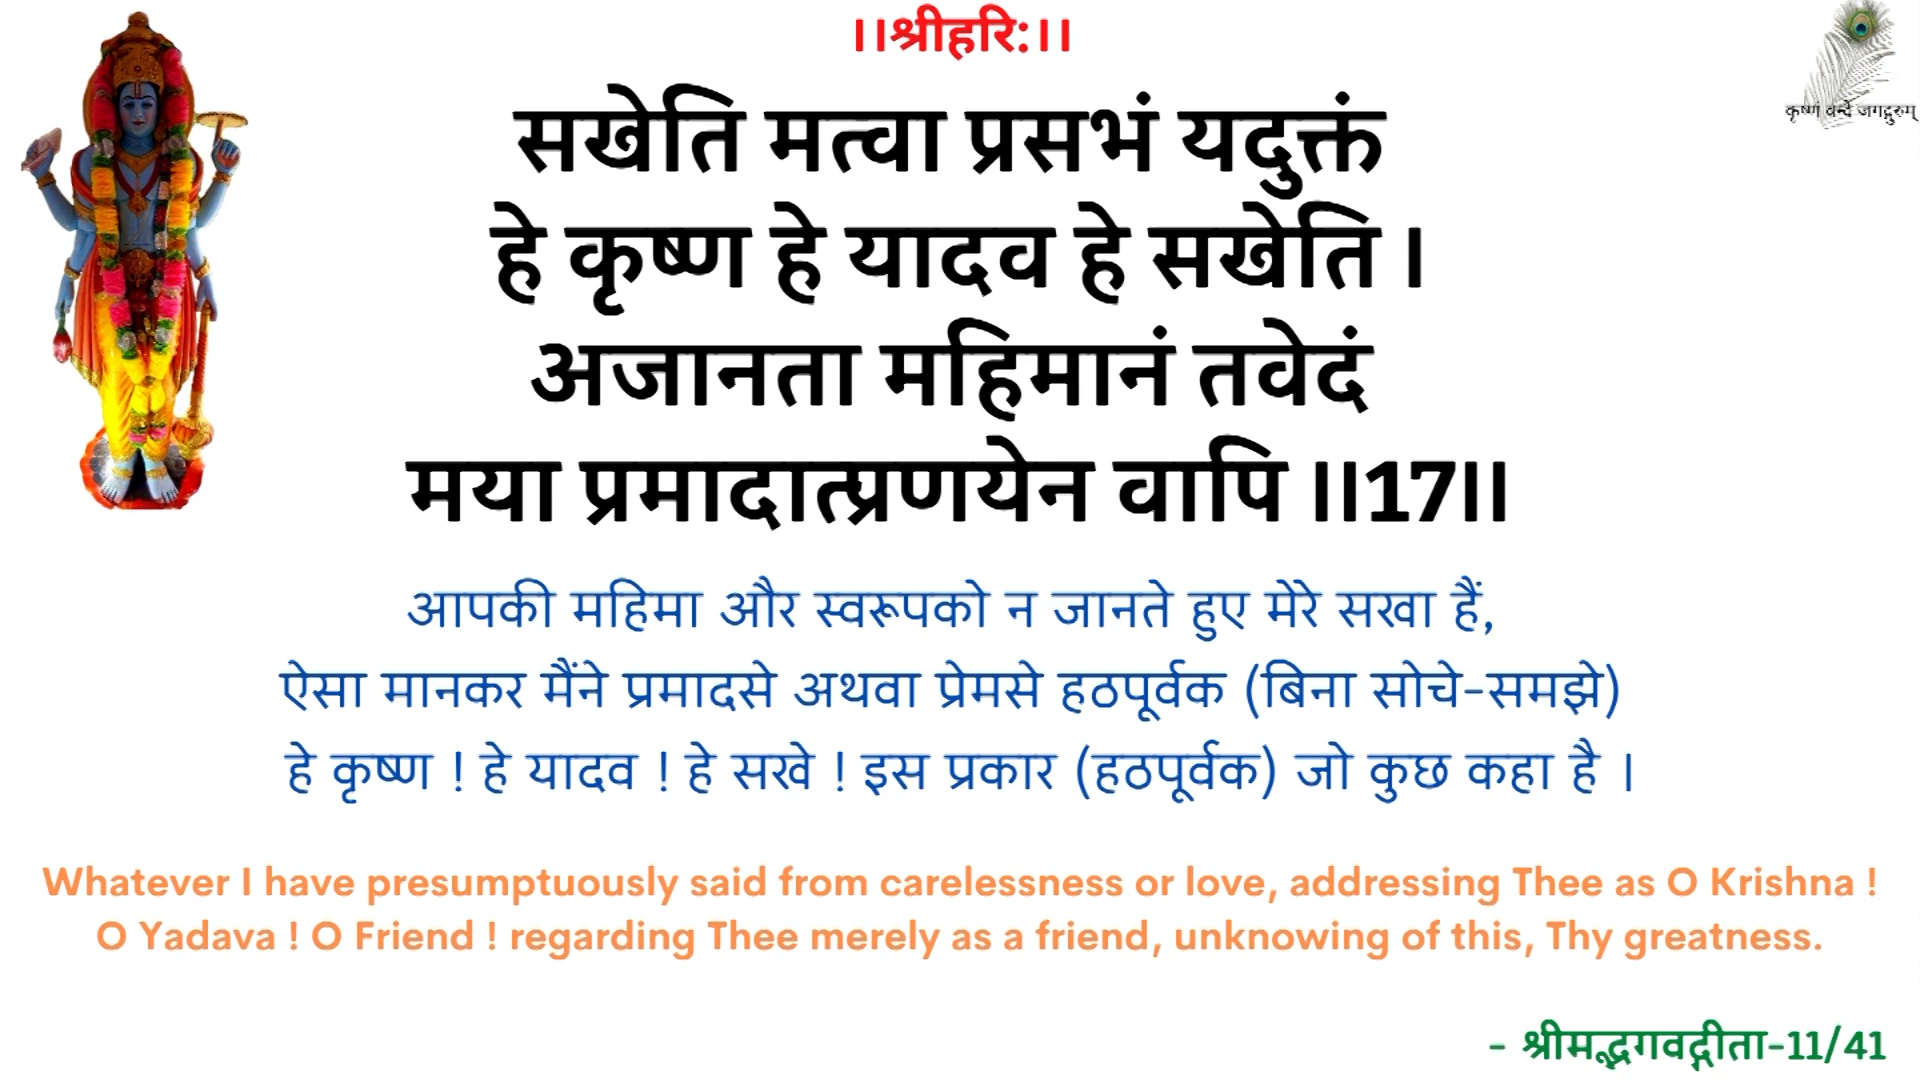 ।।श्रीहरि:।।
कृष्णं वन्दे जगद्गुरुम्
सखेति मत्वा प्रसभं यदुक्तं
हे कृष्ण हे यादव हे सखेति ।
अजानता महिमानं तवेदं
मया प्रमादात्प्रणयेन वापि ।।17।।
आपकी महिमा और स्वरूपको न जानते हुए मेरे सखा हैं,
ऐसा मानकर मैंने प्रमादसे अथवा प्रेमसे हठपूर्वक (बिना सोचे-समझे)
हे कृष्ण ! हे यादव ! हे सखे ! इस प्रकार (हठपूर्वक) जो कुछ कहा है ।
Whatever I have presumptuously said from carelessness or love, addressing Thee as O Krishna !
O Yadava ! O Friend ! regarding Thee merely as a friend, unknowing of this, Thy greatness.
- श्रीमद्भगवद्गीता-11/41